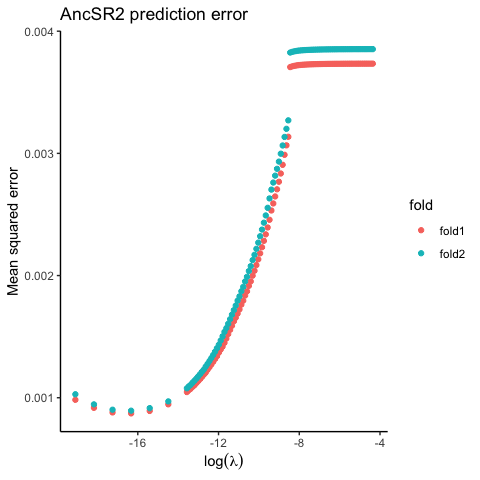 AncSR2 prediction error
0.004
0.003
0.002
0.001
Mean squared error
-16
-12
-8
-4
log(λ)
fold
fold1
fold2